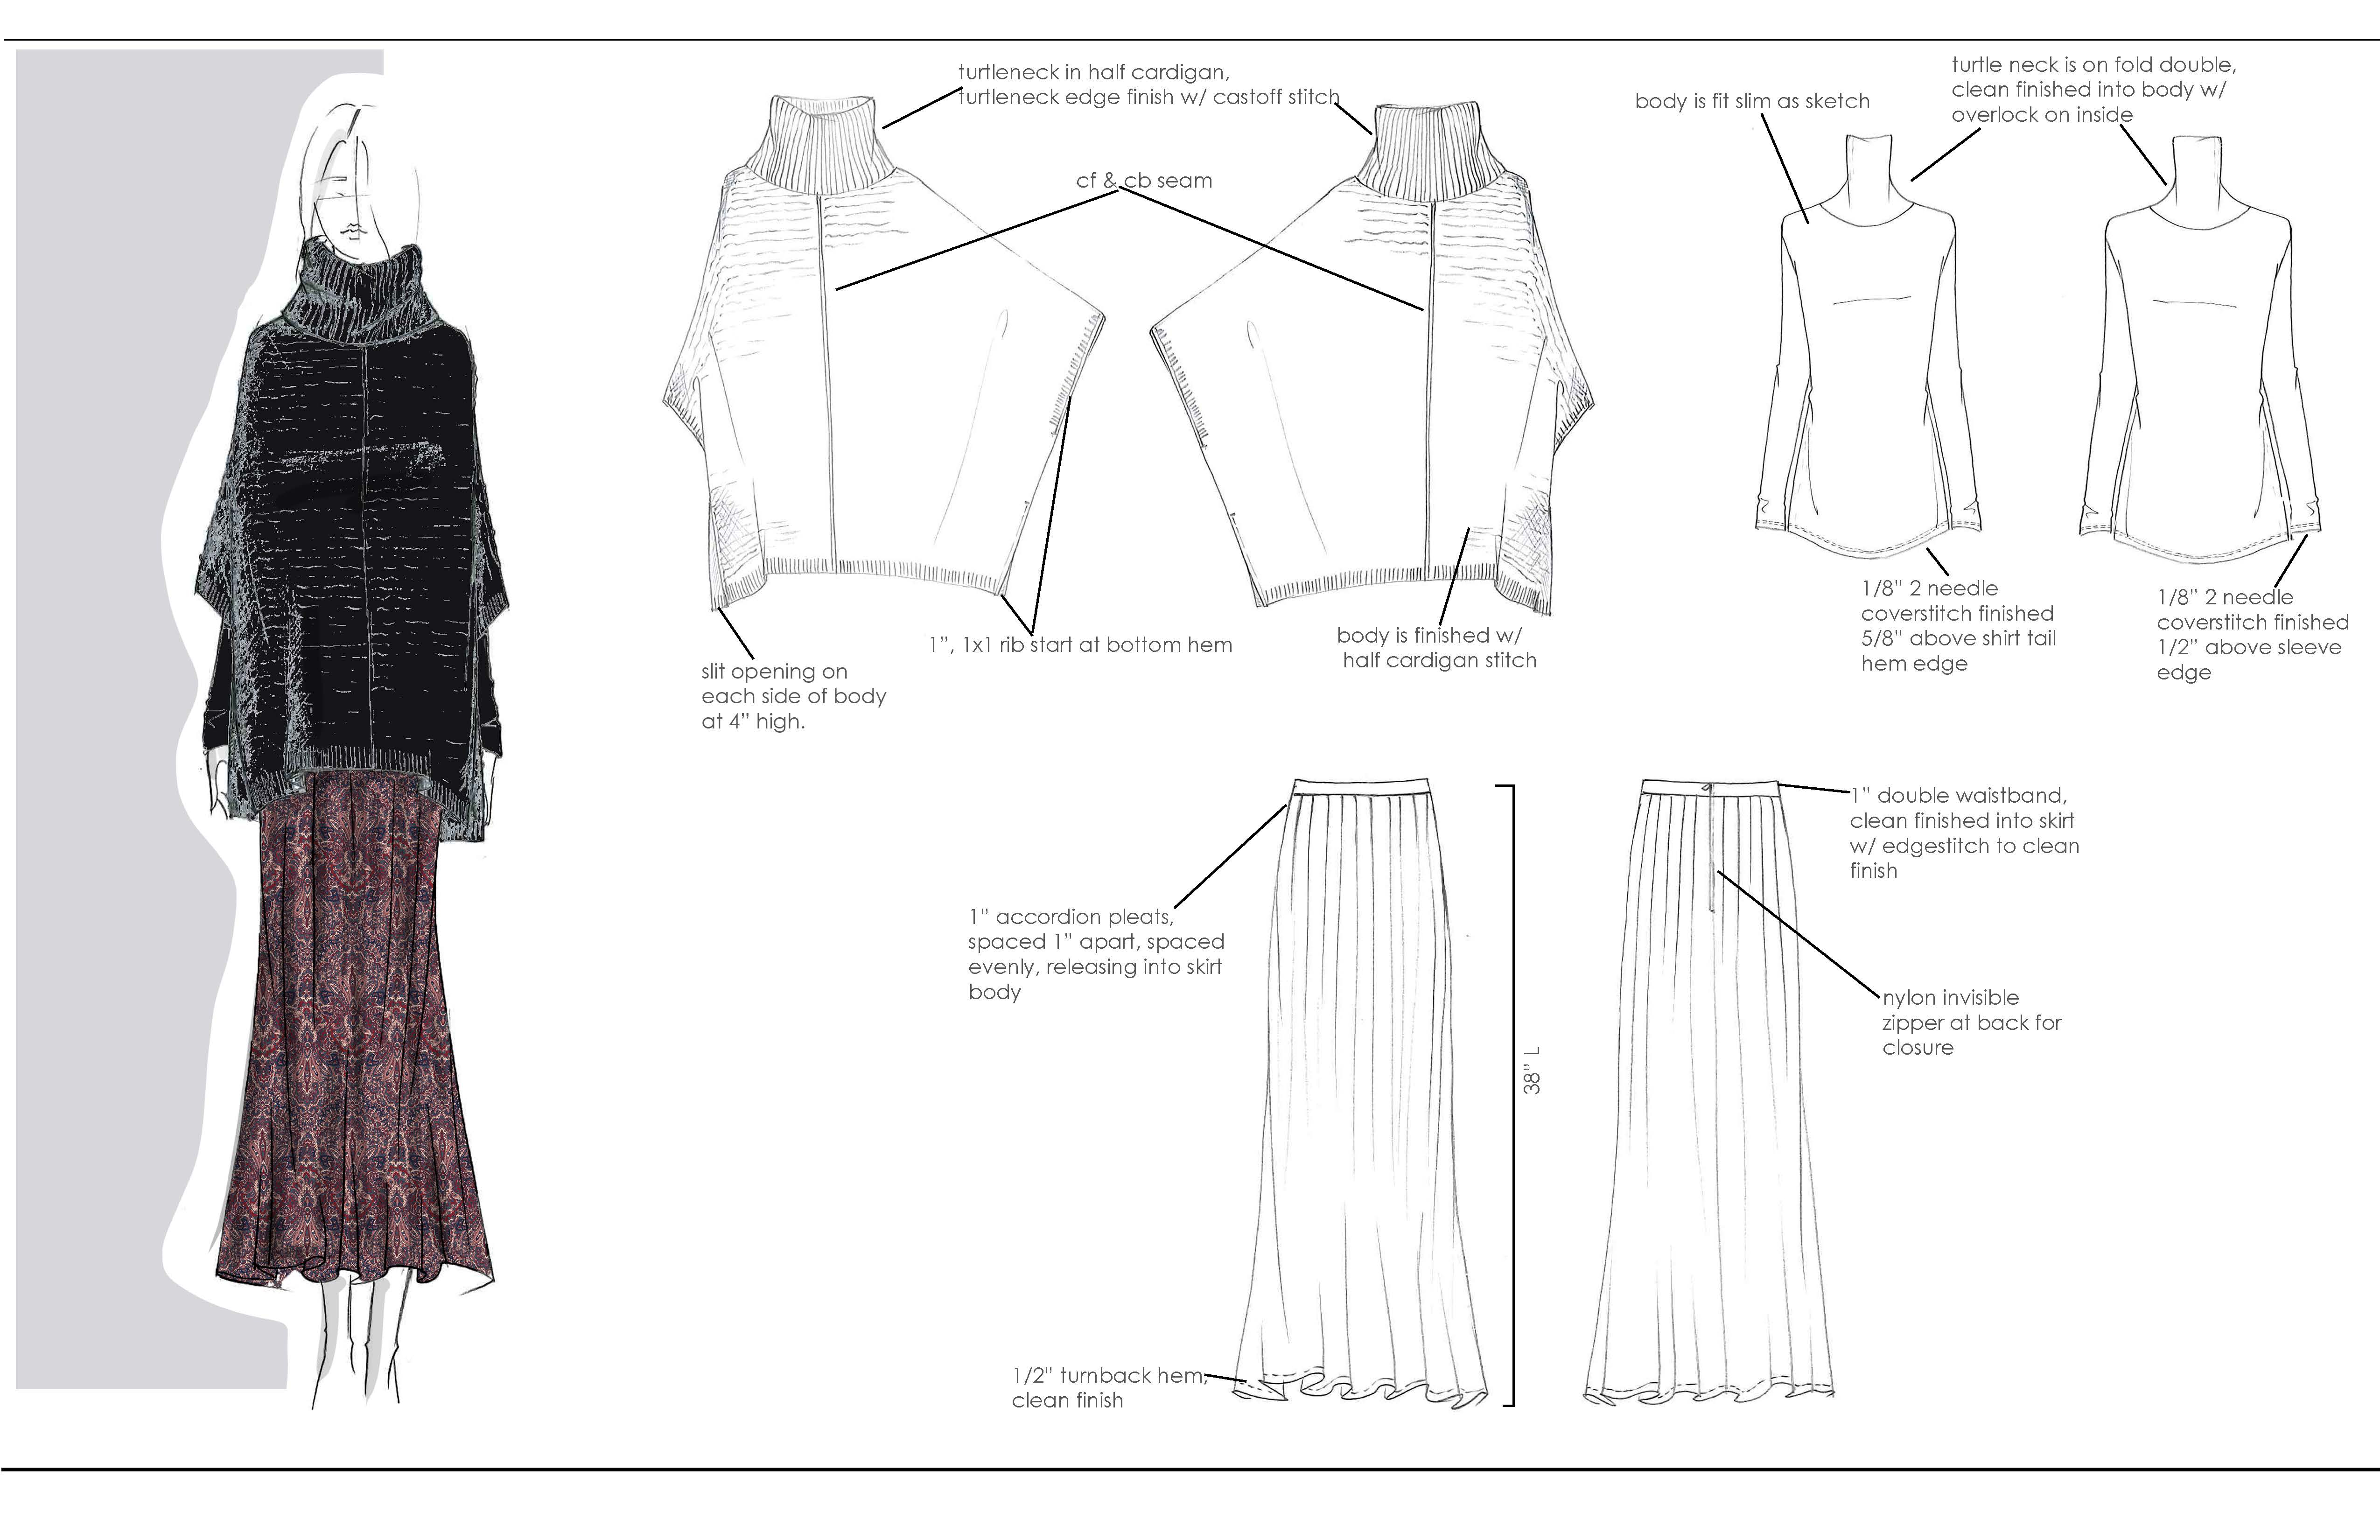 turtleneck in half cardigan,
turtleneck edge finish w/ castoff stitch
cf & cb seam
slit opening on
each side of body
at 4" high.
1", 1x1 rib start at bottom hem
body is finished w/
half cardigan stitch
body is fit slim as sketch
turtle neck is on fold double,
clean finished into body w/
overlock on inside
1/8" 2 needle
coverstitch finished
5/8" above shirt tail
hem edge
1/8" 2 needle
coverstitch finished
1/2" above sleeve
edge
1" accordion pleats,
spaced 1" apart, spaced
evenly, releasing into skirt
body
1/2" turnback hem,
clean finish
38" L
1" double waistband,
clean finished into skirt
w/ edgestitch to clean
finish
nylon invisible
zipper at back for
closure